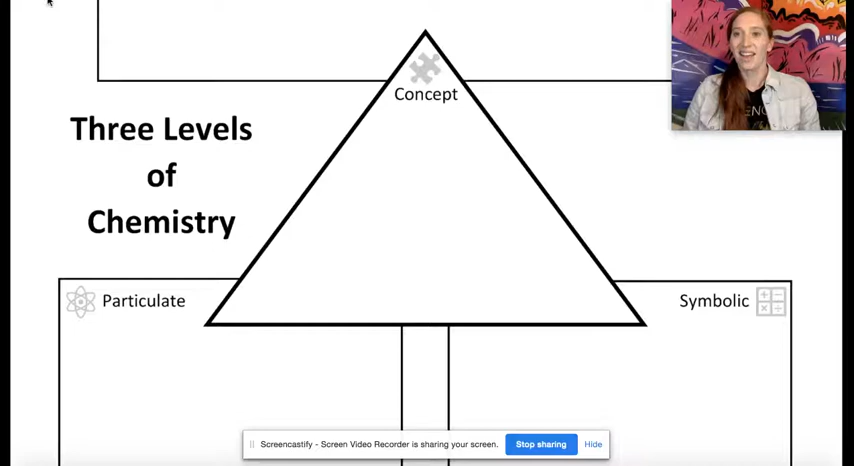 Concept
Three Levels
of
Chemistry
Particulate
Symbolic
Screencastify - Screen Video Recorder is sharing your screen.
Stop sharing
Hide